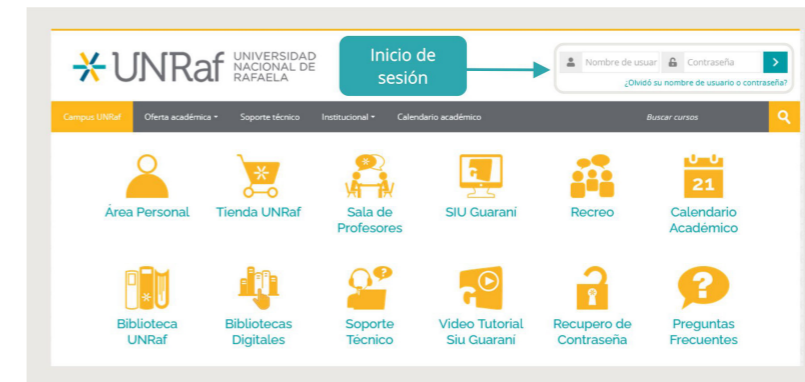 UNRaf
UNIVERSIDAD
NACIONAL DE
RAFAELA
Inicio de
sesión
Nombre de usuar
Contraseña
¿Olvidó su nombre de usuario o contraseña?
Campus UNRaf
Oferta académica
Soporte técnico
Institucional
Calendario académico
Buscar cursos
Área Personal
Tienda UNRaf
Sala de
Profesores
SIU Guaraní
Recreo
21
Calendario
Académico
Biblioteca
UNRaf
Bibliotecas
Digitales
Soporte
Técnico
Video Tutorial
Siu Guaraní
Recupero de
Contraseña
Preguntas
Frecuentes